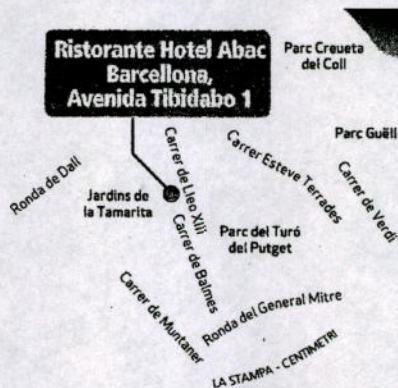 Ristorante Hotel Abac
Barcellona,
Avenida Tibidabo 1
Parc Creueta
del Coll
Parc Guëll
Ronda de Dall
Carrer de Lleo XIII
Carrer Esteve Terrades
Carrer de Verdi
Jardins de
la Tamarita
Parc del Turó
del Putget
Carrer de Balmes
Carrer de Muntaner
Ronda del General Mitre
LA STAMPA - CENTIMETRI